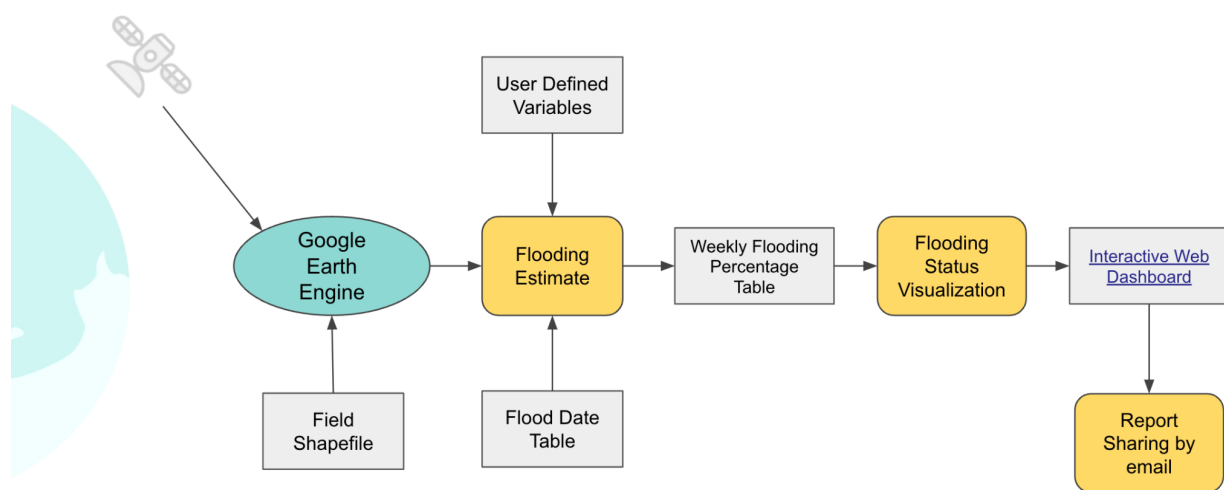 User Defined
Variables
Google
Earth
Engine
Flooding
Estimate
Weekly Flooding
Percentage
Table
Flooding
Status
Visualization
Interactive Web
Dashboard
Field
Shapefile
Flood Date
Table
Report
Sharing by
email